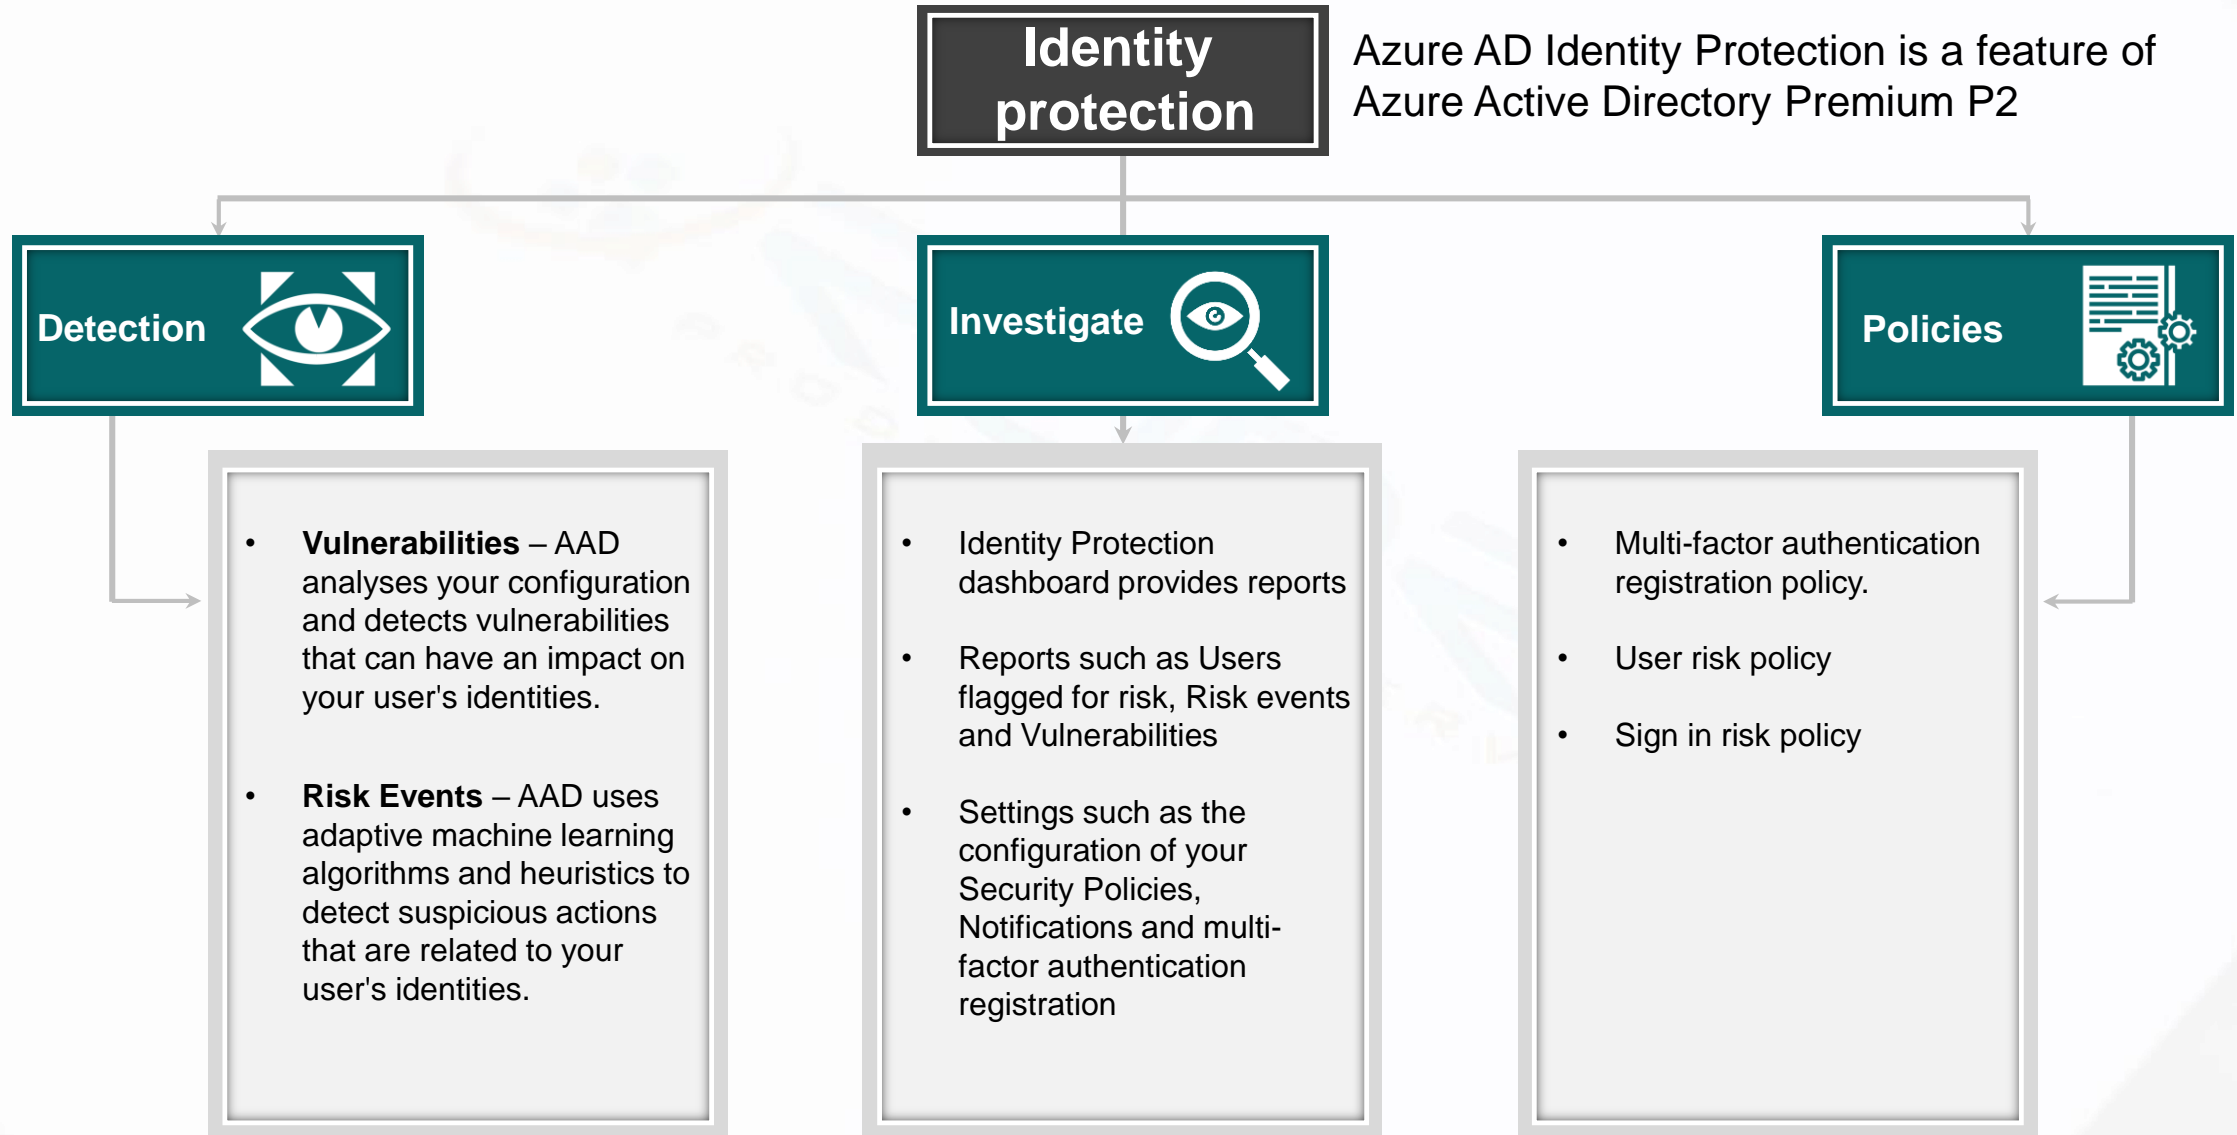 Identity
protection
Azure AD Identity Protection is a feature of
Azure Active Directory Premium P2
Detection
Investigate
Policies
• Vulnerabilities – AAD
analyses your configuration
and detects vulnerabilities
that can have an impact on
your user's identities.
• Risk Events – AAD uses
adaptive machine learning
algorithms and heuristics to
detect suspicious actions
that are related to your
user's identities.
• Identity Protection
dashboard provides reports
• Reports such as Users
flagged for risk, Risk events
and Vulnerabilities
• Settings such as the
configuration of your
Security Policies,
Notifications and multi-
factor authentication
registration
• Multi-factor authentication
registration policy.
• User risk policy
• Sign in risk policy